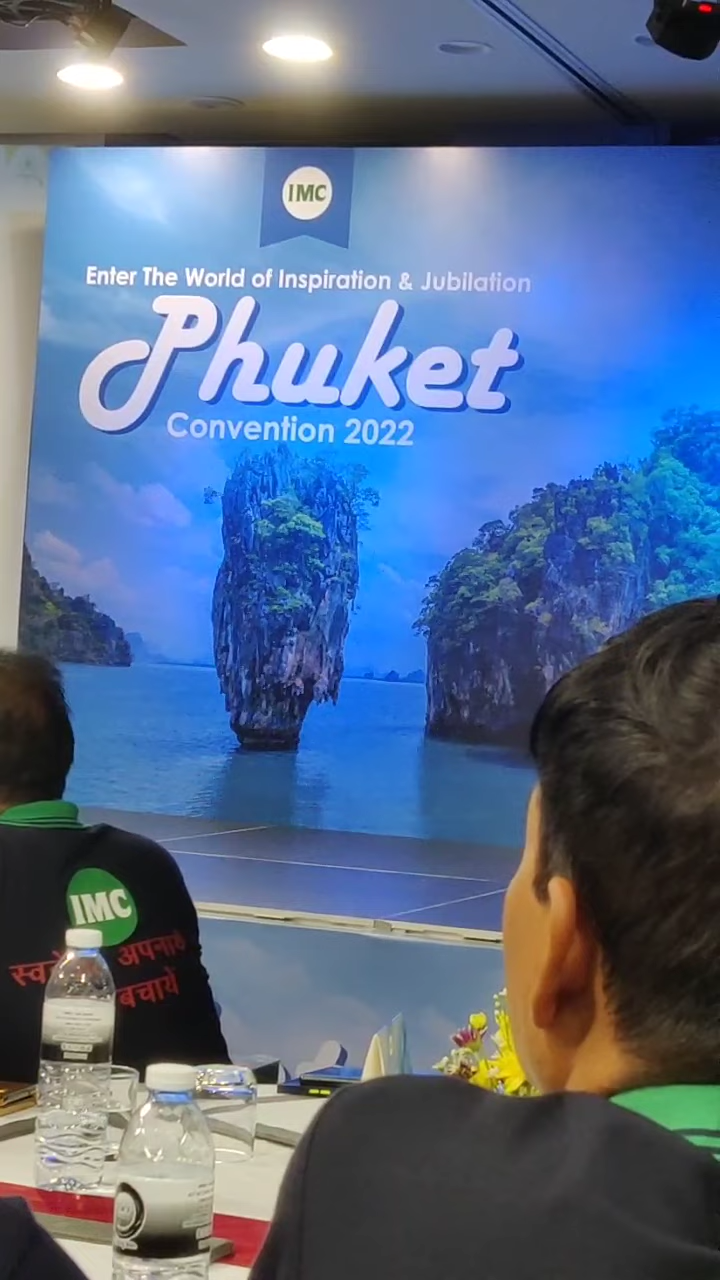 IMC
Enter The World of Inspiration & Jubilation
Phuket
Convention 2022
IMC
अपनाये
बचायें